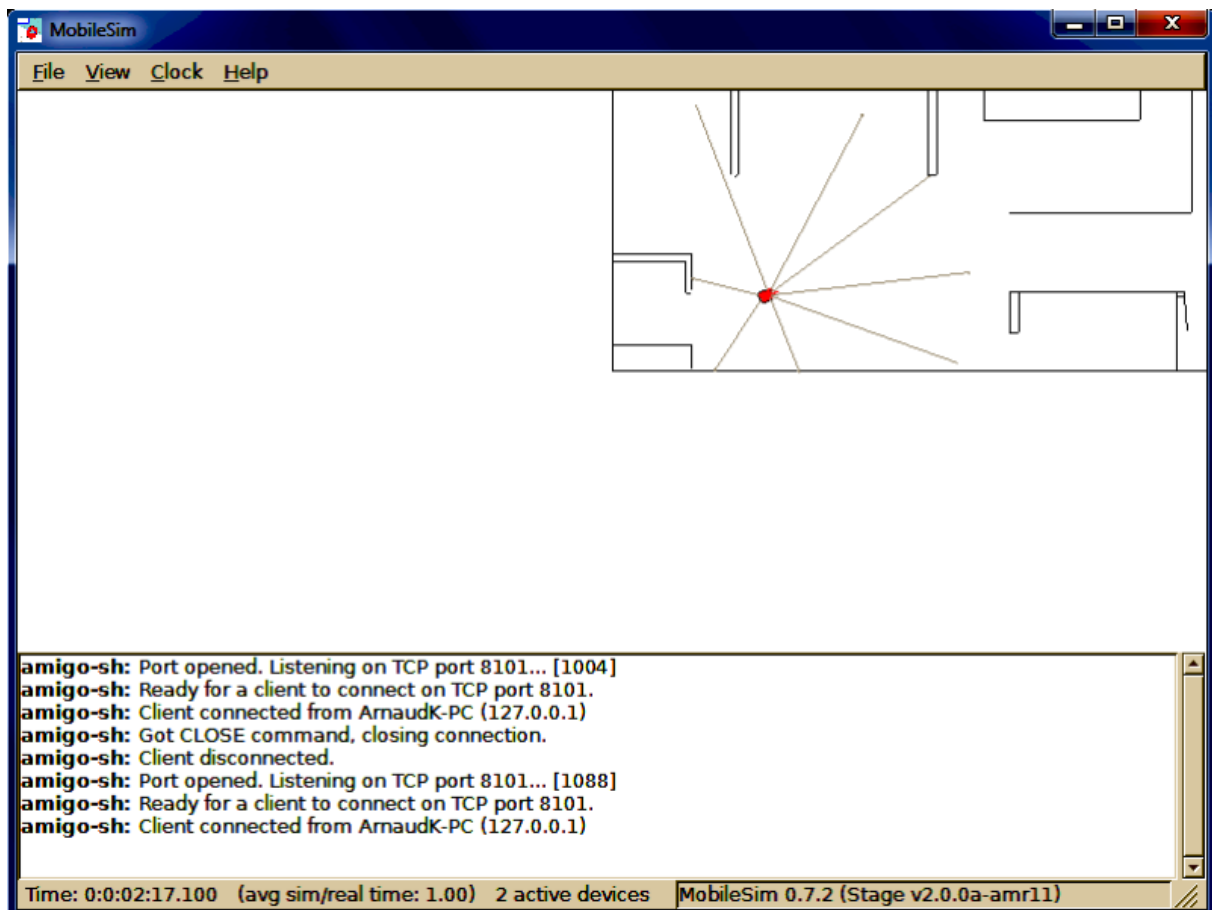 MobileSim
File View Clock Help
amigo-sh: Port opened. Listening on TCP port 8101... [1004]
amigo-sh: Ready for a client to connect on TCP port 8101.
amigo-sh: Client connected from ArnaudK-PC (127.0.0.1)
amigo-sh: Got CLOSE command, closing connection.
amigo-sh: Client disconnected.
amigo-sh: Port opened. Listening on TCP port 8101... [1088]
amigo-sh: Ready for a client to connect on TCP port 8101.
amigo-sh: Client connected from ArnaudK-PC (127.0.0.1)
Time: 0:0:02:17.100 (avg sim/real time: 1.00) 2 active devices MobileSim 0.7.2 (Stage v2.0.0a-amr11)